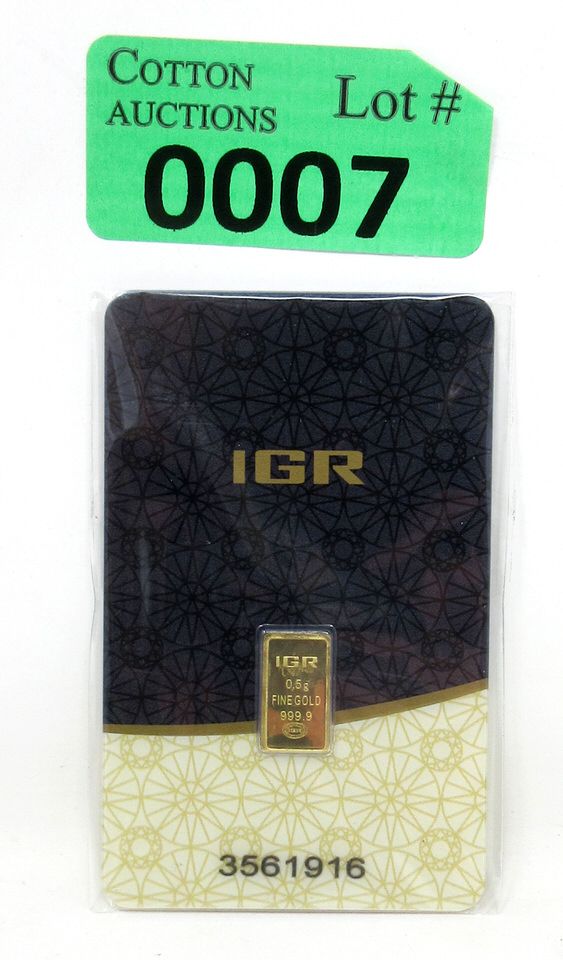 COTTON
AUCTIONS
Lot #
0007
IGR
IGR
0,5g
FINE GOLD
999.9
3561916